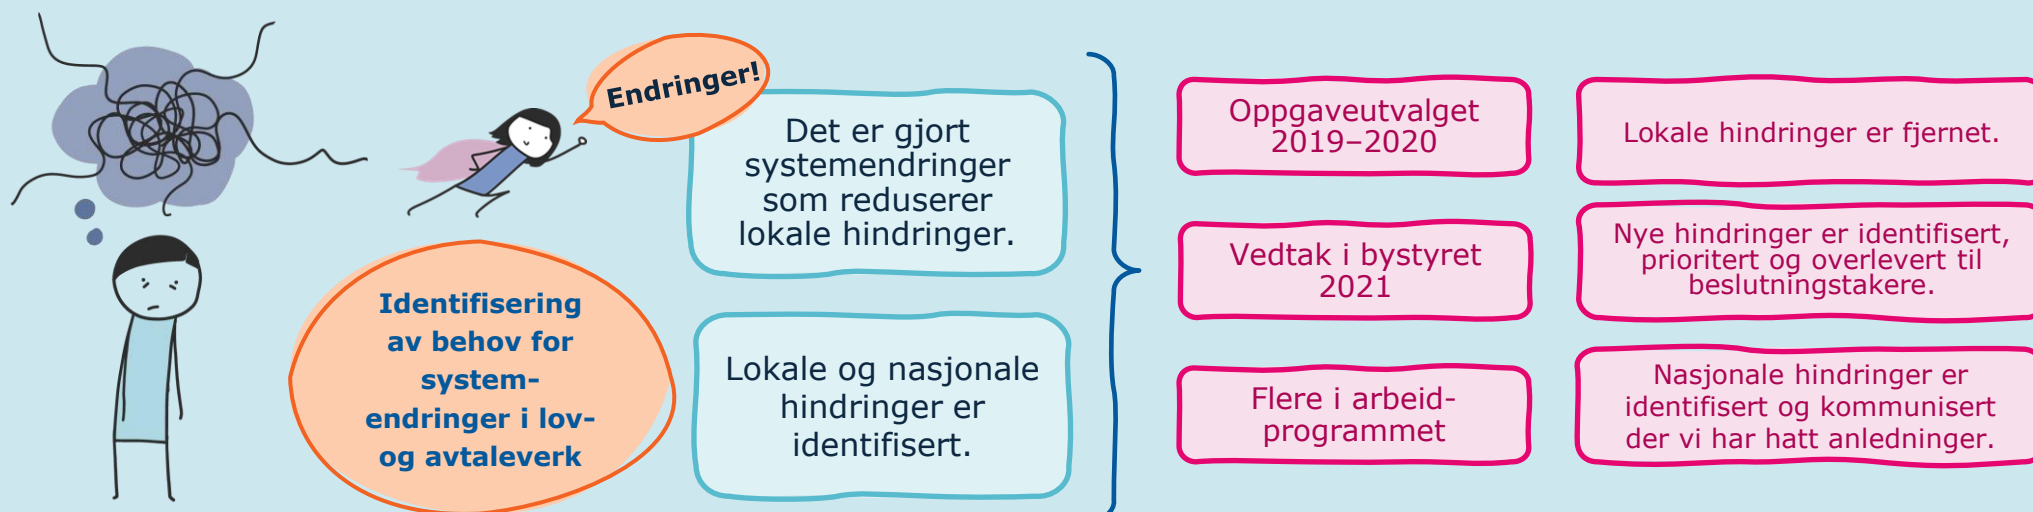 Endringer!
Det er gjort
systemendringer
som reduserer
lokale hindringer.
Identifisering
av behov for
system-
endringer i lov-
og avtaleverk
Lokale og nasjonale
hindringer er
identifisert.
Oppgaveutvalget
2019–2020
Lokale hindringer er fjernet.
Vedtak i bystyret
2021
Nye hindringer er identifisert,
prioritert og overlevert til
beslutningstakere.
Flere i arbeid-
programmet
Nasjonale hindringer er
identifisert og kommunisert
der vi har hatt anledninger.